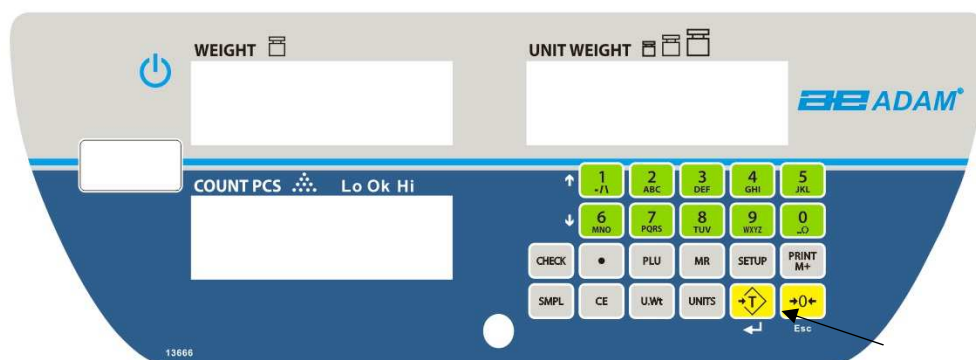 WEIGHT
UNIT WEIGHT
ae ADAM®
COUNT PCS Lo Ok Hi
1 2 3 4 5
-/\ ABC DEF GHI JKL
6 7 8 9 0
MNO PQRS TUV WXYZ
CHECK • PLU MR SETUP PRINT M+
SMPL CE U.Wt UNITS →T →0←
Esc
13666